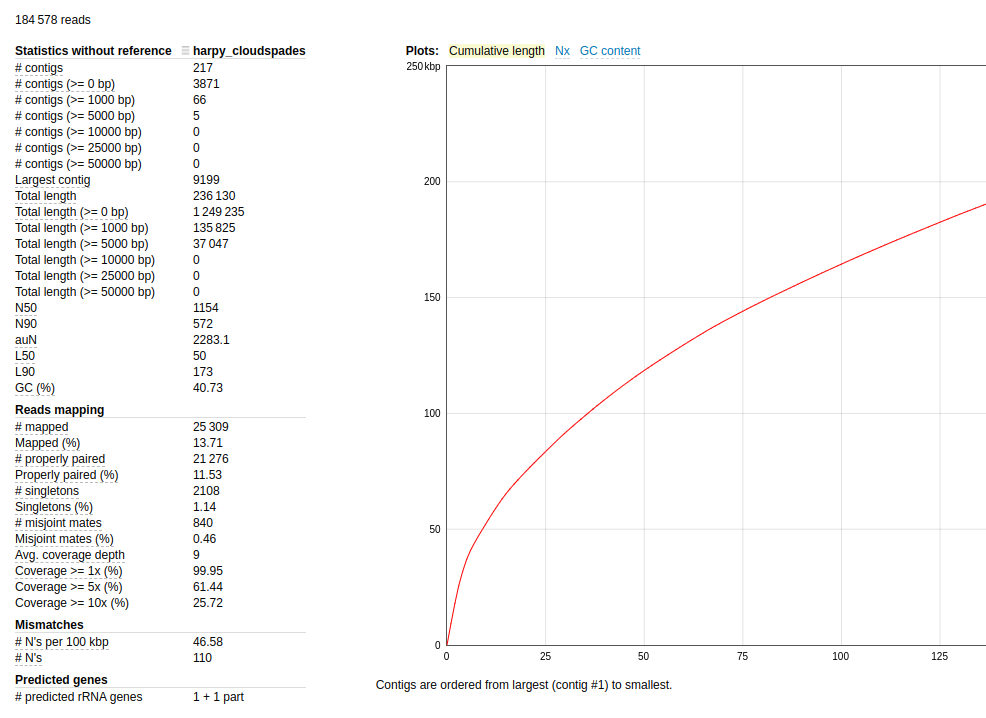 184 578 reads
Statistics without reference harpy_cloudspades
# contigs 217
# contigs (>= 0 bp) 3871
# contigs (>= 1000 bp) 66
# contigs (>= 5000 bp) 5
# contigs (>= 10000 bp) 0
# contigs (>= 25000 bp) 0
# contigs (>= 50000 bp) 0
Largest contig 9199
Total length 236 130
Total length (>= 0 bp) 1 249 235
Total length (>= 1000 bp) 135 825
Total length (>= 5000 bp) 37 047
Total length (>= 10000 bp) 0
Total length (>= 25000 bp) 0
Total length (>= 50000 bp) 0
N50 1154
N90 572
auN 2283.1
L50 50
L90 173
GC (%) 40.73
Reads mapping
# mapped 25 309
Mapped (%) 13.71
# properly paired 21 276
Properly paired (%) 11.53
# singletons 2108
Singletons (%) 1.14
# misjoint mates 840
Misjoint mates (%) 0.46
Avg. coverage depth 9
Coverage >= 1x (%) 99.95
Coverage >= 5x (%) 61.44
Coverage >= 10x (%) 25.72
Mismatches
# N's per 100 kbp 46.58
# N's 110
Predicted genes
# predicted rRNA genes 1 + 1 part
Plots: Cumulative length Nx GC content
250 kbp
200
150
100
50
0
0 25 50 75 100 125
Contigs are ordered from largest (contig #1) to smallest.